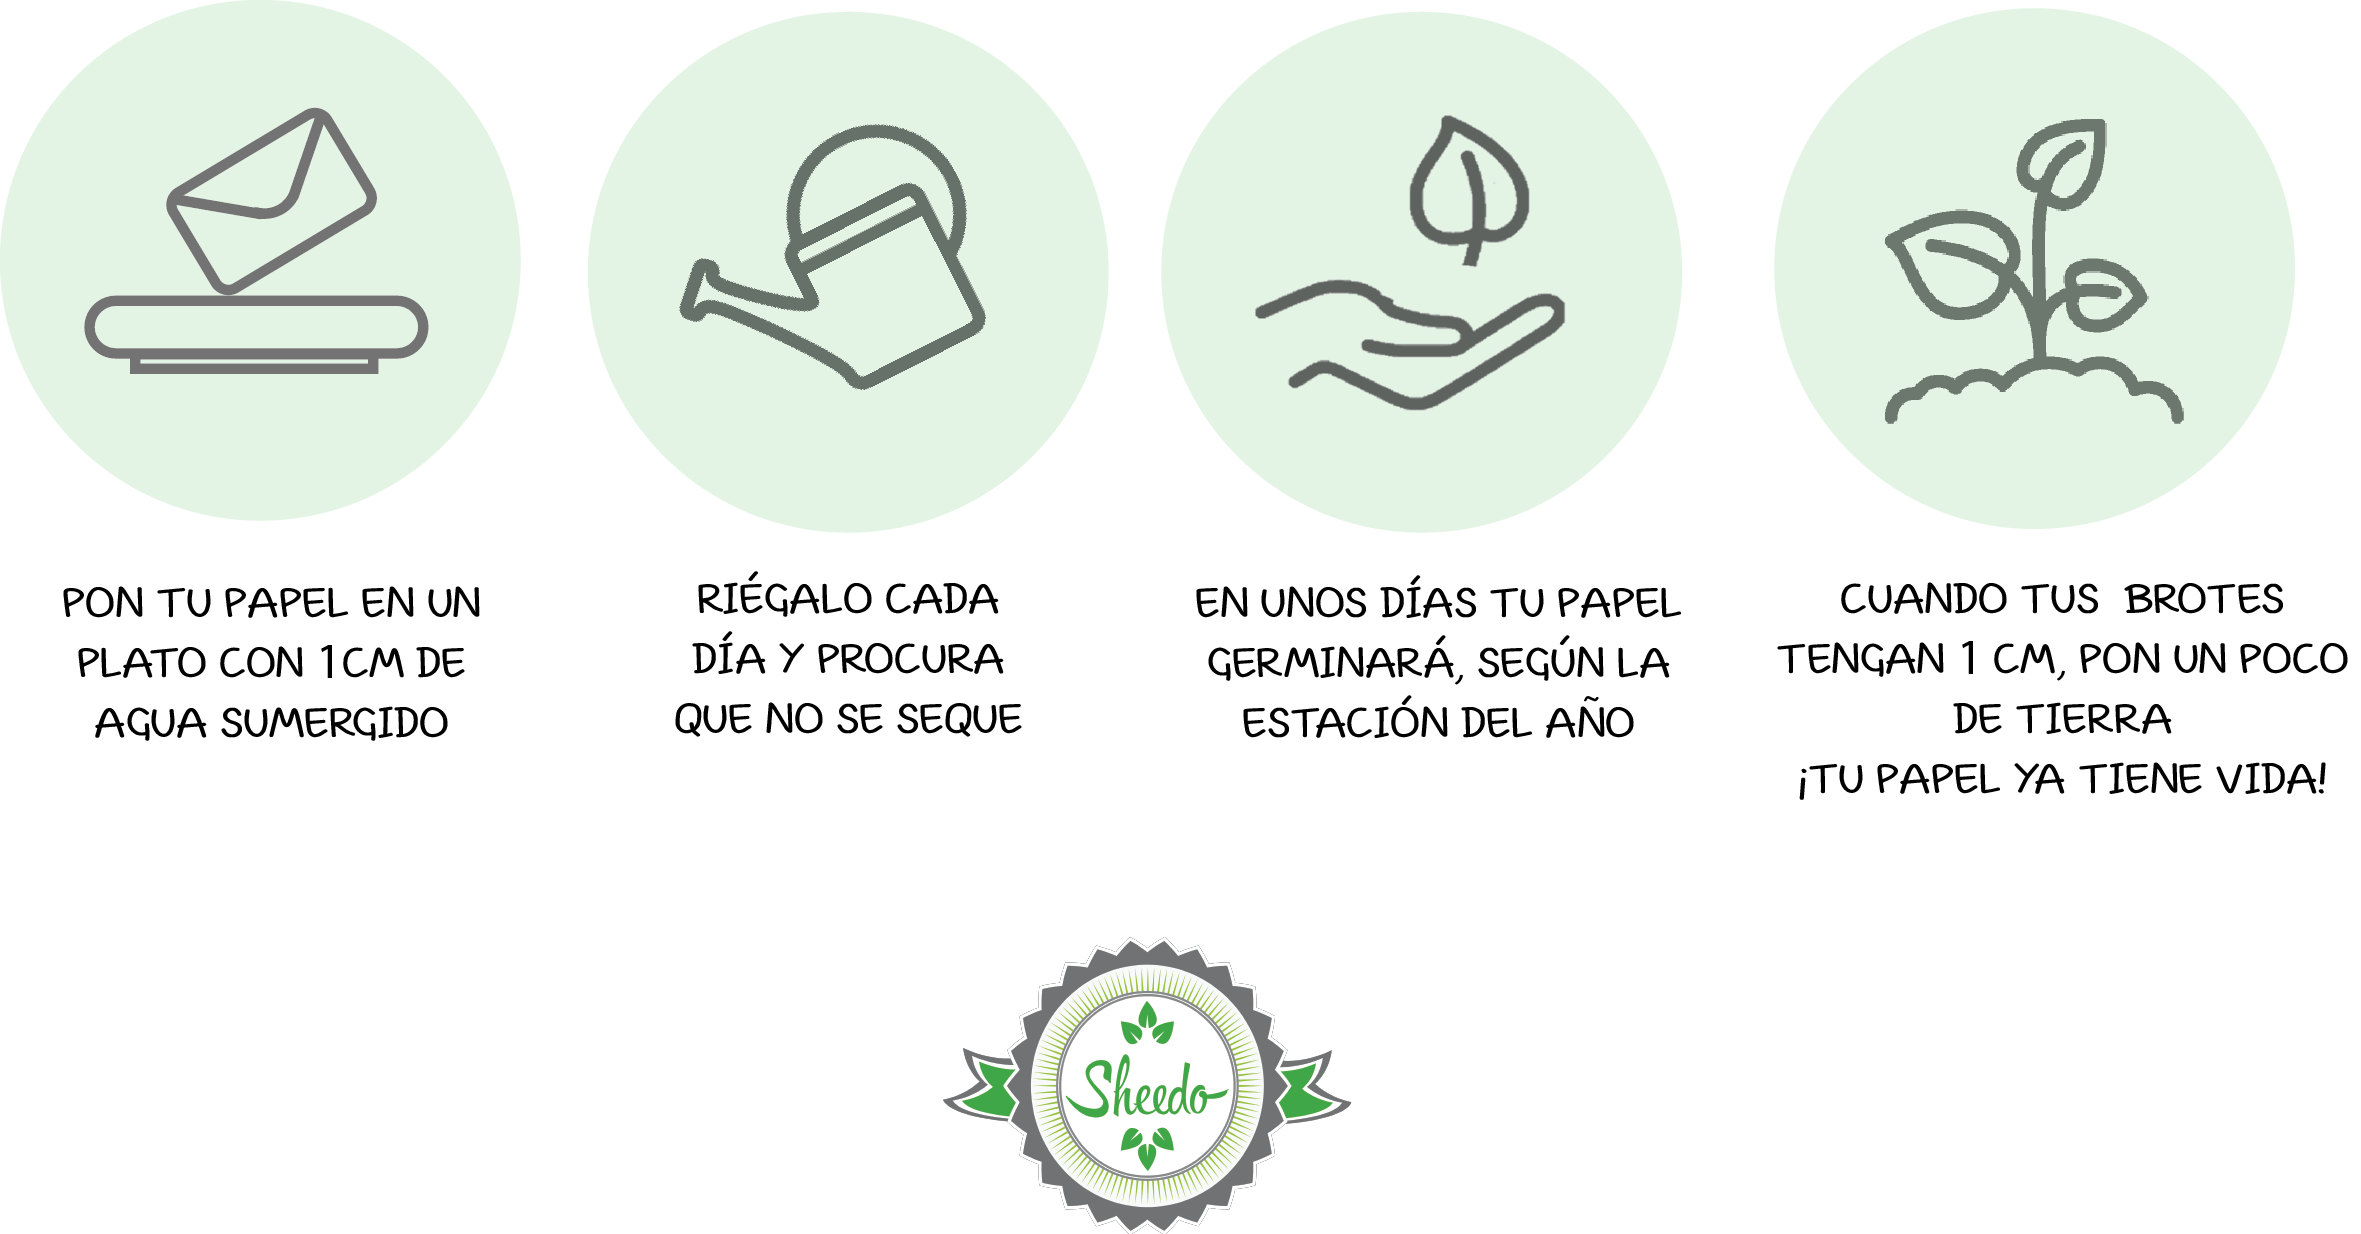 PON TU PAPEL EN UN
PLATO CON 1CM DE
AGUA SUMERGIDO
RIÉGALO CADA
DÍA Y PROCURA
QUE NO SE SEQUE
EN UNOS DÍAS TU PAPEL
GERMINARÁ, SEGÚN LA
ESTACIÓN DEL AÑO
CUANDO TUS BROTES
TENGAN 1 CM, PON UN POCO
DE TIERRA
¡TU PAPEL YA TIENE VIDA!
Sheedo